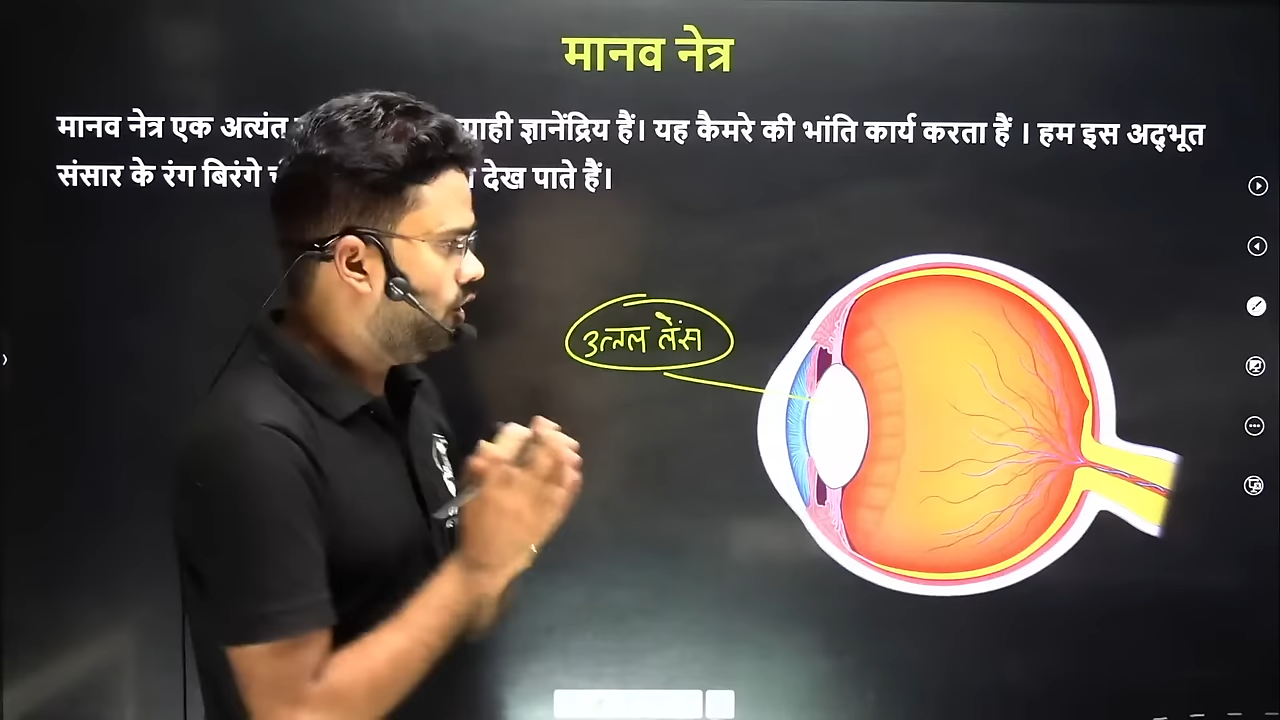 मानव नेत्र
मानव नेत्र एक अत्यंत ग्राही ज्ञानेंद्रिय हैं। यह कैमरे की भांति कार्य करता हैं । हम इस अद्भूत
संसार के रंग बिरंगे देख पाते हैं।
उत्तल लेंस